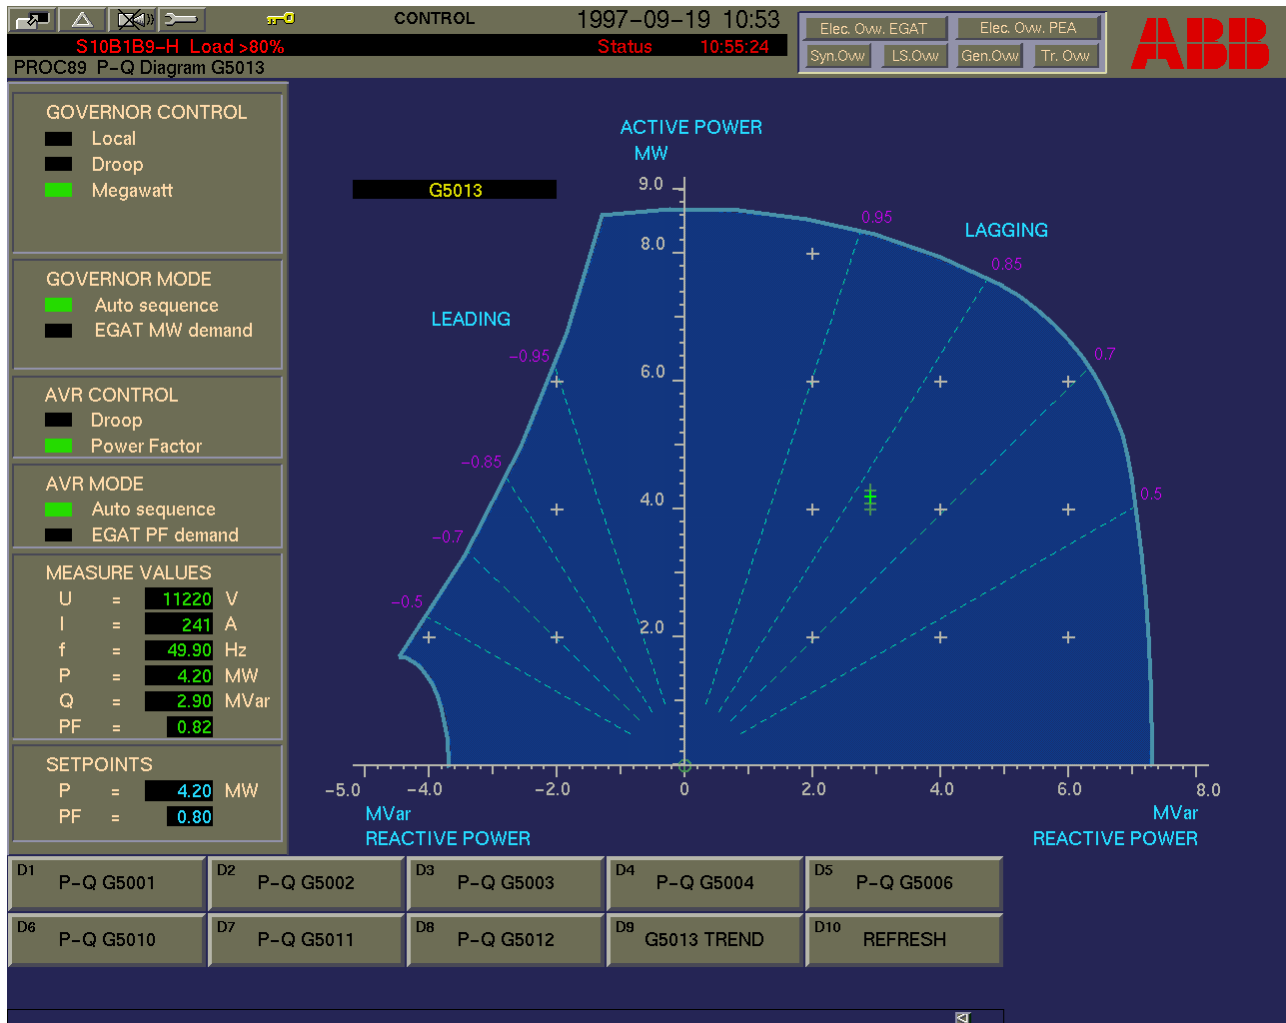 CONTROL
1997-09-19 10:53
S10B1B9-H Load >80%
Status 10:55:24
PROC89 P-Q Diagram G5013
Elec. Ovw. EGAT
Elec. Ovw. PEA
Syn.Ovw
LS.Ovw
Gen.Ovw
Tr. Ovw
ABB
GOVERNOR CONTROL
Local
Droop
Megawatt
GOVERNOR MODE
Auto sequence
EGAT MW demand
AVR CONTROL
Droop
Power Factor
AVR MODE
Auto sequence
EGAT PF demand
MEASURE VALUES
U = 11220 V
I = 241 A
f = 49.90 Hz
P = 4.20 MW
Q = 2.90 MVar
PF = 0.82
SETPOINTS
P = 4.20 MW
PF = 0.80
ACTIVE POWER
MW
G5013
9.0
8.0
6.0
4.0
2.0
LEADING
LAGGING
0.95
0.85
0.7
0.5
-0.95
-0.85
-0.7
-0.5
-5.0 -4.0 -2.0 0 2.0 4.0 6.0 8.0
MVar
REACTIVE POWER
MVar
REACTIVE POWER
D1 P-Q G5001
D2 P-Q G5002
D3 P-Q G5003
D4 P-Q G5004
D5 P-Q G5006
D6 P-Q G5010
D7 P-Q G5011
D8 P-Q G5012
D9 G5013 TREND
D10 REFRESH